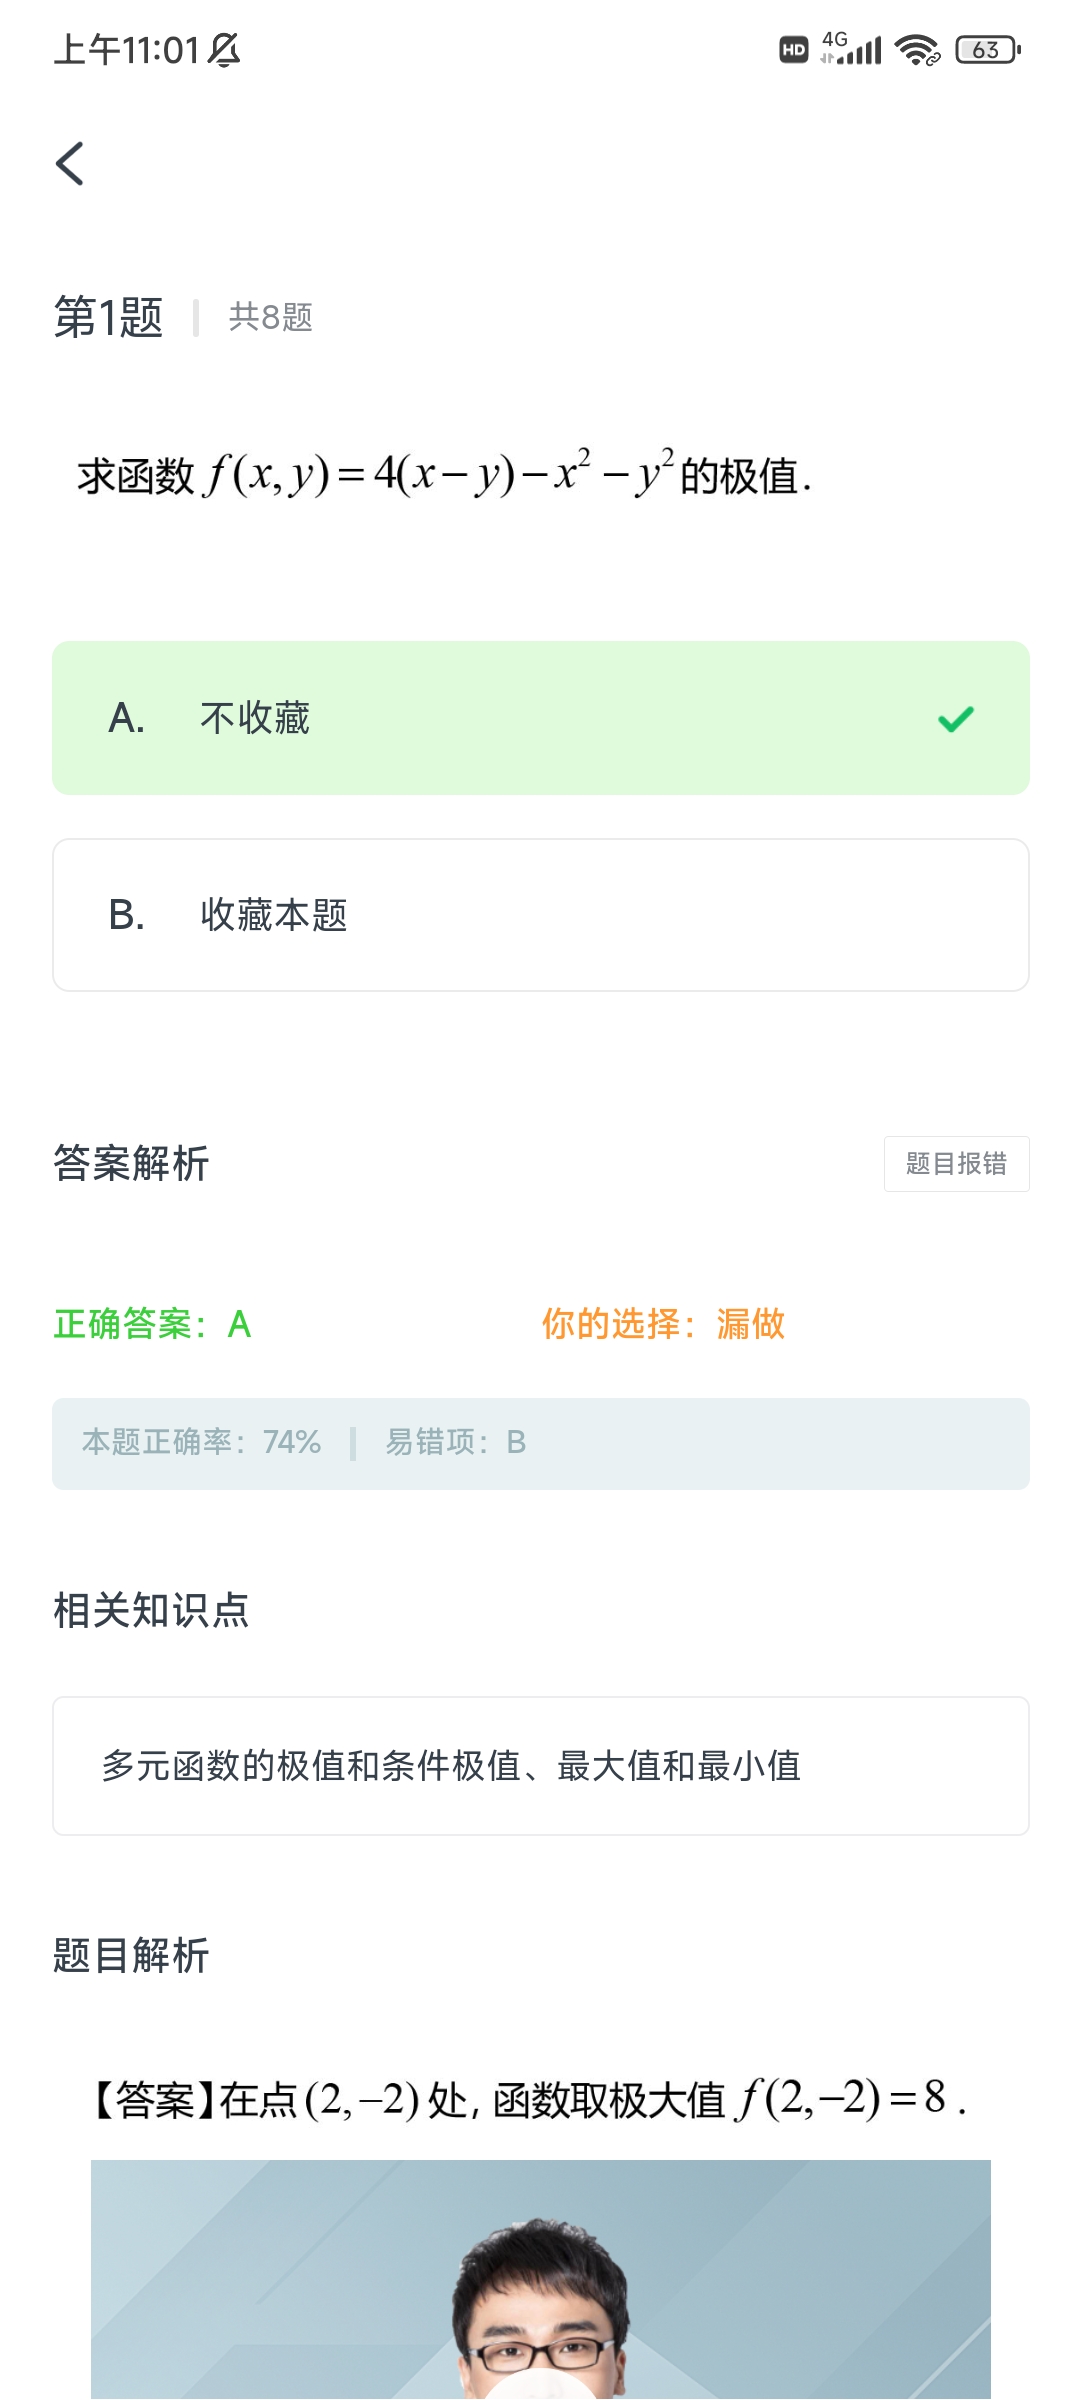 上午11:01 HD 4G 63
第1题 共8题
求函数 f(x,y)=4(x−y)−x²−y²的极值.
A. 不收藏
B. 收藏本题
答案解析 题目报错
正确答案：A 你的选择：漏做
本题正确率：74% 易错项：B
相关知识点
多元函数的极值和条件极值、最大值和最小值
题目解析
【答案】在点(2,−2)处, 函数取极大值 f(2,−2)=8 .